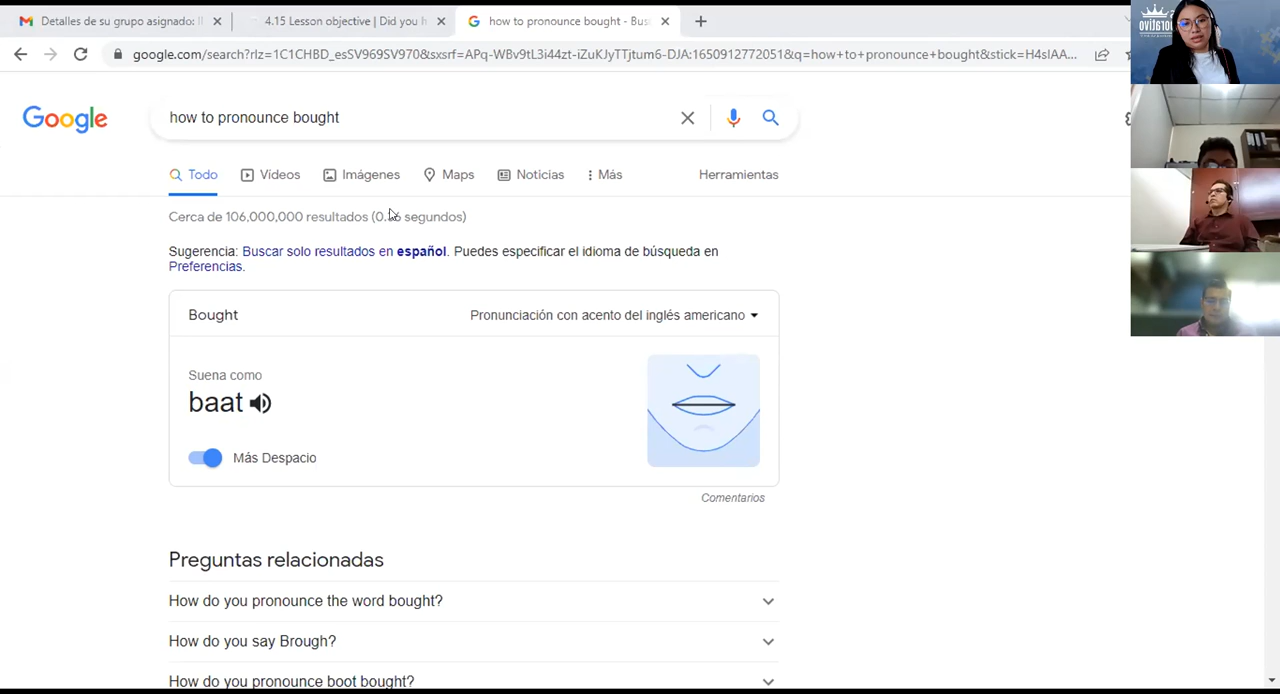 Detalles de su grupo asignado: I
4.15 Lesson objective | Did you h
how to pronounce bought - Bus
google.com/search?rlz=1C1CHBD_esSV969SV970&sxsrf=APq-WBv9tL3i44zt-iZuKJyTTjtum6-DJA:1650912772051&q=how+to+pronounce+bought&stick=H4sIAA...
Google
how to pronounce bought
Todo
Videos
Imágenes
Maps
Noticias
Más
Herramientas
Cerca de 106,000,000 resultados (0. 6 segundos)
Sugerencia: Buscar solo resultados en español. Puedes especificar el idioma de búsqueda en
Preferencias.
Bought
Pronunciación con acento del inglés americano
Suena como
baat
Más Despacio
Comentarios
Preguntas relacionadas
How do you pronounce the word bought?
How do you say Brough?
How do you pronounce boot bought?